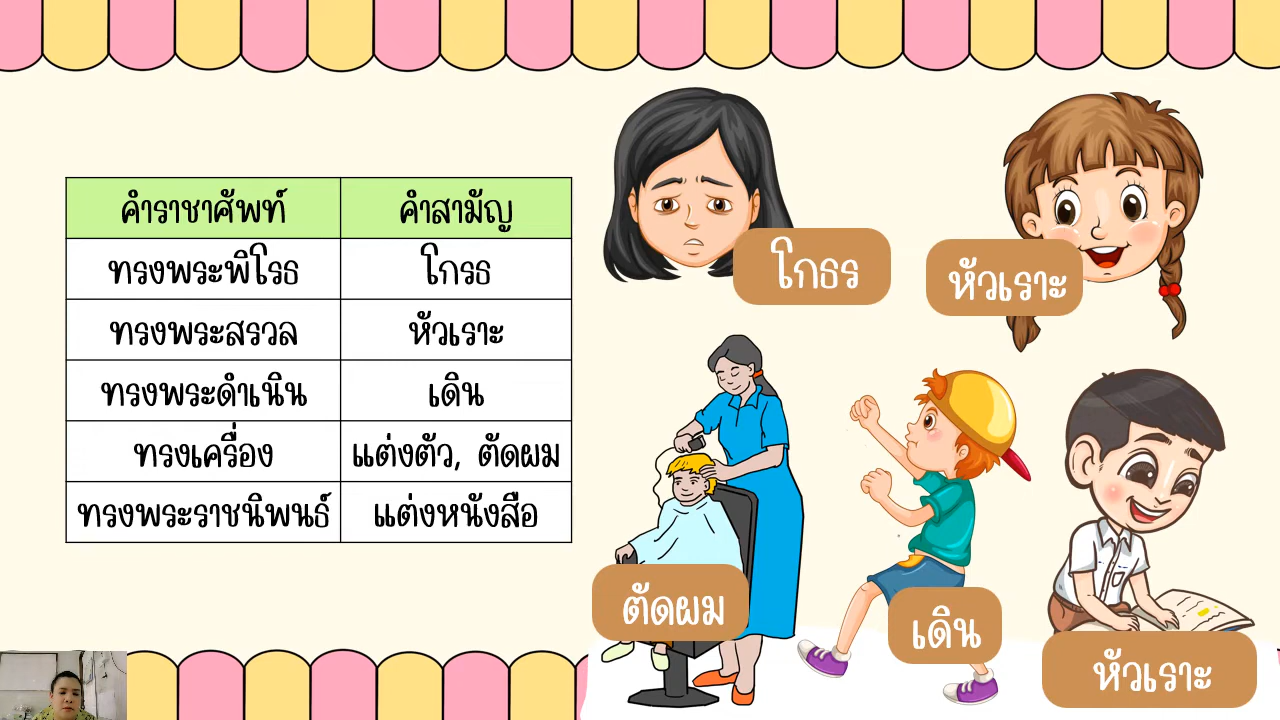 คำราชาศัพท์ คำสามัญ
ทรงพระพิโรธ โกรธ
ทรงพระสรวล หัวเราะ
ทรงพระดำเนิน เดิน
ทรงเครื่อง แต่งตัว, ตัดผม
ทรงพระราชนิพนธ์ แต่งหนังสือ
โกธร
หัวเราะ
ตัดผม
เดิน
หัวเราะ